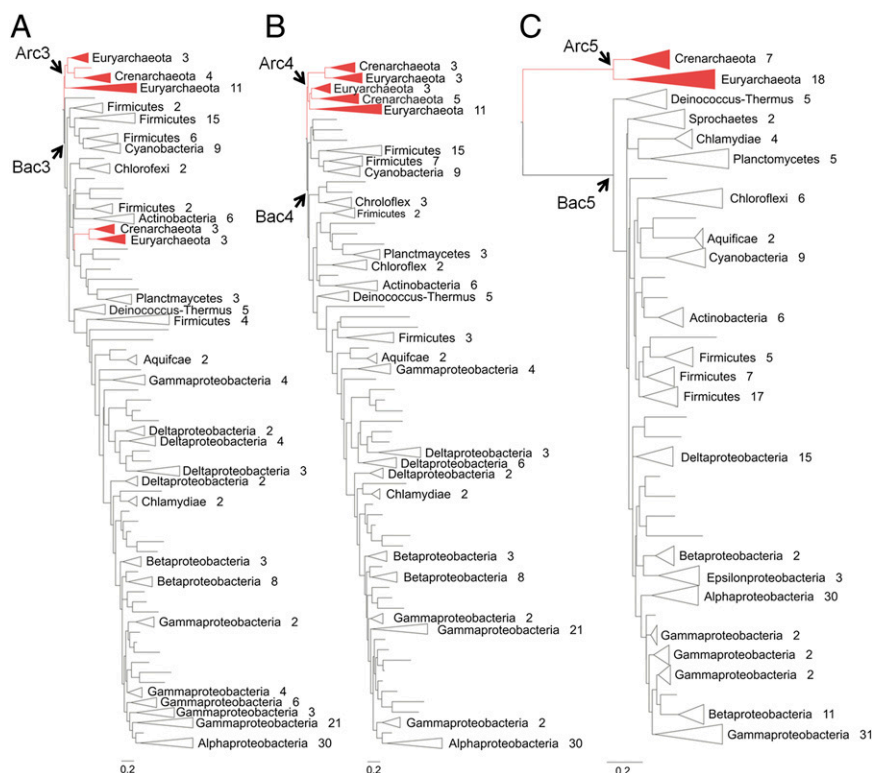 A
Arc3
Euryarchaeota 3
Crenarchaeota 4
Euryarchaeota 11
Firmicutes 2
Firmicutes 15
Firmicutes 6
Cyanobacteria 9
Bac3
Chlorofexi 2
Firmicutes 2
Actinobacteria 6
Crenarchaeota 3
Euryarchaeota 3
Planctmaycetes 3
Deinococcus-Thermus 5
Firmicutes 4
Aquifcae 2
Gammaproteobacteria 4
Deltaproteobacteria 2
Deltaproteobacteria 4
Deltaproteobacteria 3
Deltaproteobacteria 2
Chlamydiae 2
Betaproteobacteria 3
Betaproteobacteria 8
Gammaproteobacteria 2
Gammaproteobacteria 4
Gammaproteobacteria 6
Gammaproteobacteria 3
Gammaproteobacteria 21
Alphaproteobacteria 30
0.2
B
Arc4
Crenarchaeota 3
Euryarchaeota 3
Euryarchaeota 3
Crenarchaeota 5
Euryarchaeota 11
Firmicutes 15
Firmicutes 7
Cyanobacteria 9
Bac4
Chroloflex 3
Frimicutes 2
Planctmaycetes 3
Chloroflex 2
Actinobacteria 6
Deinococcus-Thermus 5
Firmicutes 3
Aquifcae 2
Gammaproteobacteria 4
Deltaproteobacteria 3
Deltaproteobacteria 6
Deltaproteobacteria 2
Chlamydiae 2
Betaproteobacteria 3
Betaproteobacteria 8
Gammaproteobacteria 2
Gammaproteobacteria 21
Gammaproteobacteria 2
Alphaproteobacteria 30
0.2
C
Arc5
Crenarchaeota 7
Euryarchaeota 18
Deinococcus-Thermus 5
Sprochaetes 2
Chlamydiae 4
Planctomycetes 5
Bac5
Chloroflexi 6
Aquificae 2
Cyanobacteria 9
Actinobacteria 6
Firmicutes 5
Firmicutes 7
Firmicutes 17
Deltaproteobacteria 15
Betaproteobacteria 2
Epsilonproteobacteria 3
Alphaproteobacteria 30
Gammaproteobacteria 2
Gammaproteobacteria 2
Gammaproteobacteria 2
Betaproteobacteria 11
Gammaproteobacteria 31
0.2